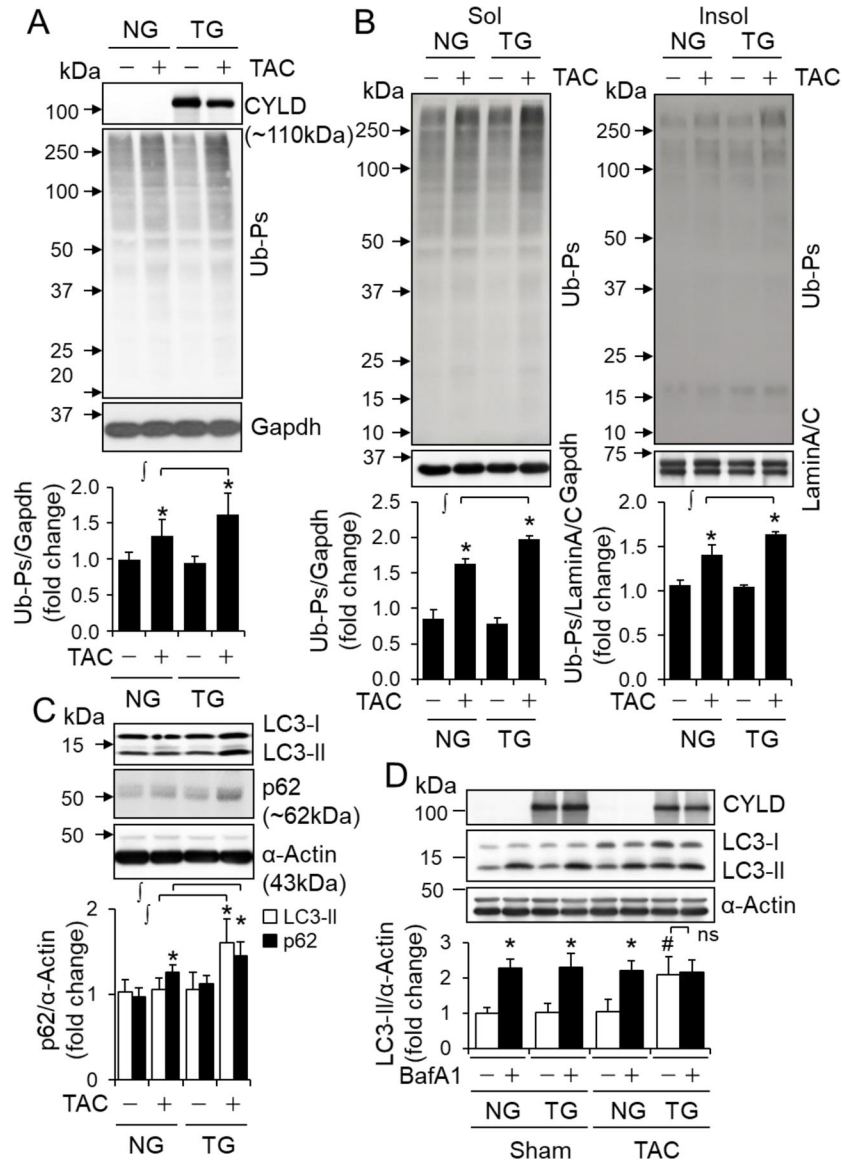 A
NG TG
kDa − + − + TAC
100 CYLD
(~110kDa)
250
100
50
37
25
20
Ub-Ps
37
Gapdh
∫
* *
Ub-Ps/Gapdh
(fold change)
2.0
1.5
1.0
0.5
0.0
TAC − + − +
NG TG
B
Sol
NG TG
− + − + TAC
kDa
250
100
50
37
25
15
10
Ub-Ps
37
Gapdh
∫
* *
Ub-Ps/Gapdh
(fold change)
2.5
2.0
1.5
1.0
0.5
0.0
TAC − + − +
NG TG
Insol
NG TG
− + − + TAC
kDa
250
100
50
37
25
15
10
Ub-Ps
75
LaminA/C
∫
* *
Ub-Ps/LaminA/C
(fold change)
2.0
1.5
1.0
0.5
0.0
TAC − + − +
NG TG
C
kDa
LC3-I
15
LC3-II
50 p62
(~62kDa)
50
α-Actin
(43kDa)
∫
∫
* * *
LC3-II
p62
p62/α-Actin
(fold change)
2
1
0
TAC − + − +
NG TG
D
kDa
100 CYLD
LC3-I
15
LC3-II
50
α-Actin
* * * # ns
LC3-II/α-Actin
(fold change)
3
2
1
0
BafA1 − + − + − + − +
NG TG NG TG
Sham TAC